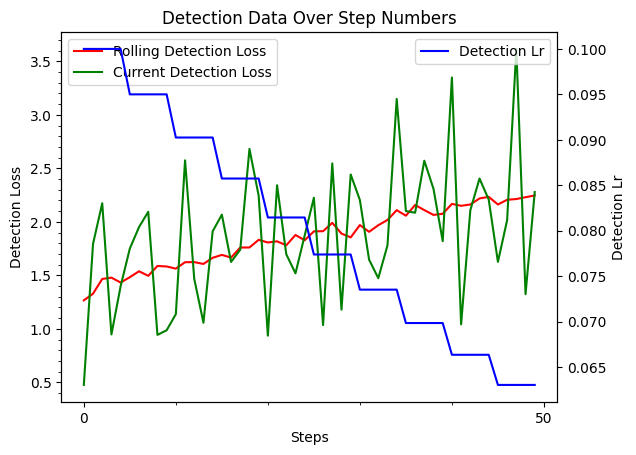 Detection Data Over Step Numbers
Rolling Detection Loss
Current Detection Loss
Detection Lr
3.5
3.0
2.5
2.0
1.5
1.0
0.5
Detection Loss
0.100
0.095
0.090
0.085
0.080
0.075
0.070
0.065
Detection Lr
0
50
Steps